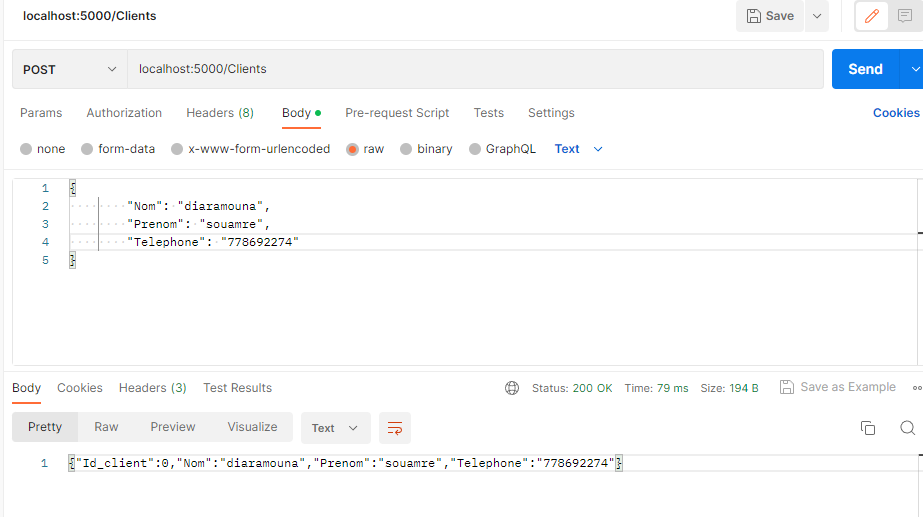 localhost:5000/Clients
Save
POST
localhost:5000/Clients
Send
Params Authorization Headers (8) Body Pre-request Script Tests Settings Cookies
none form-data x-www-form-urlencoded raw binary GraphQL Text
1 {
2 "Nom": "diaramouna",
3 "Prenom": "souamre",
4 "Telephone": "778692274"
5 }
Body Cookies Headers (3) Test Results Status: 200 OK Time: 79 ms Size: 194 B Save as Example
Pretty Raw Preview Visualize Text
1 {"Id_client":0,"Nom":"diaramouna","Prenom":"souamre","Telephone":"778692274"}